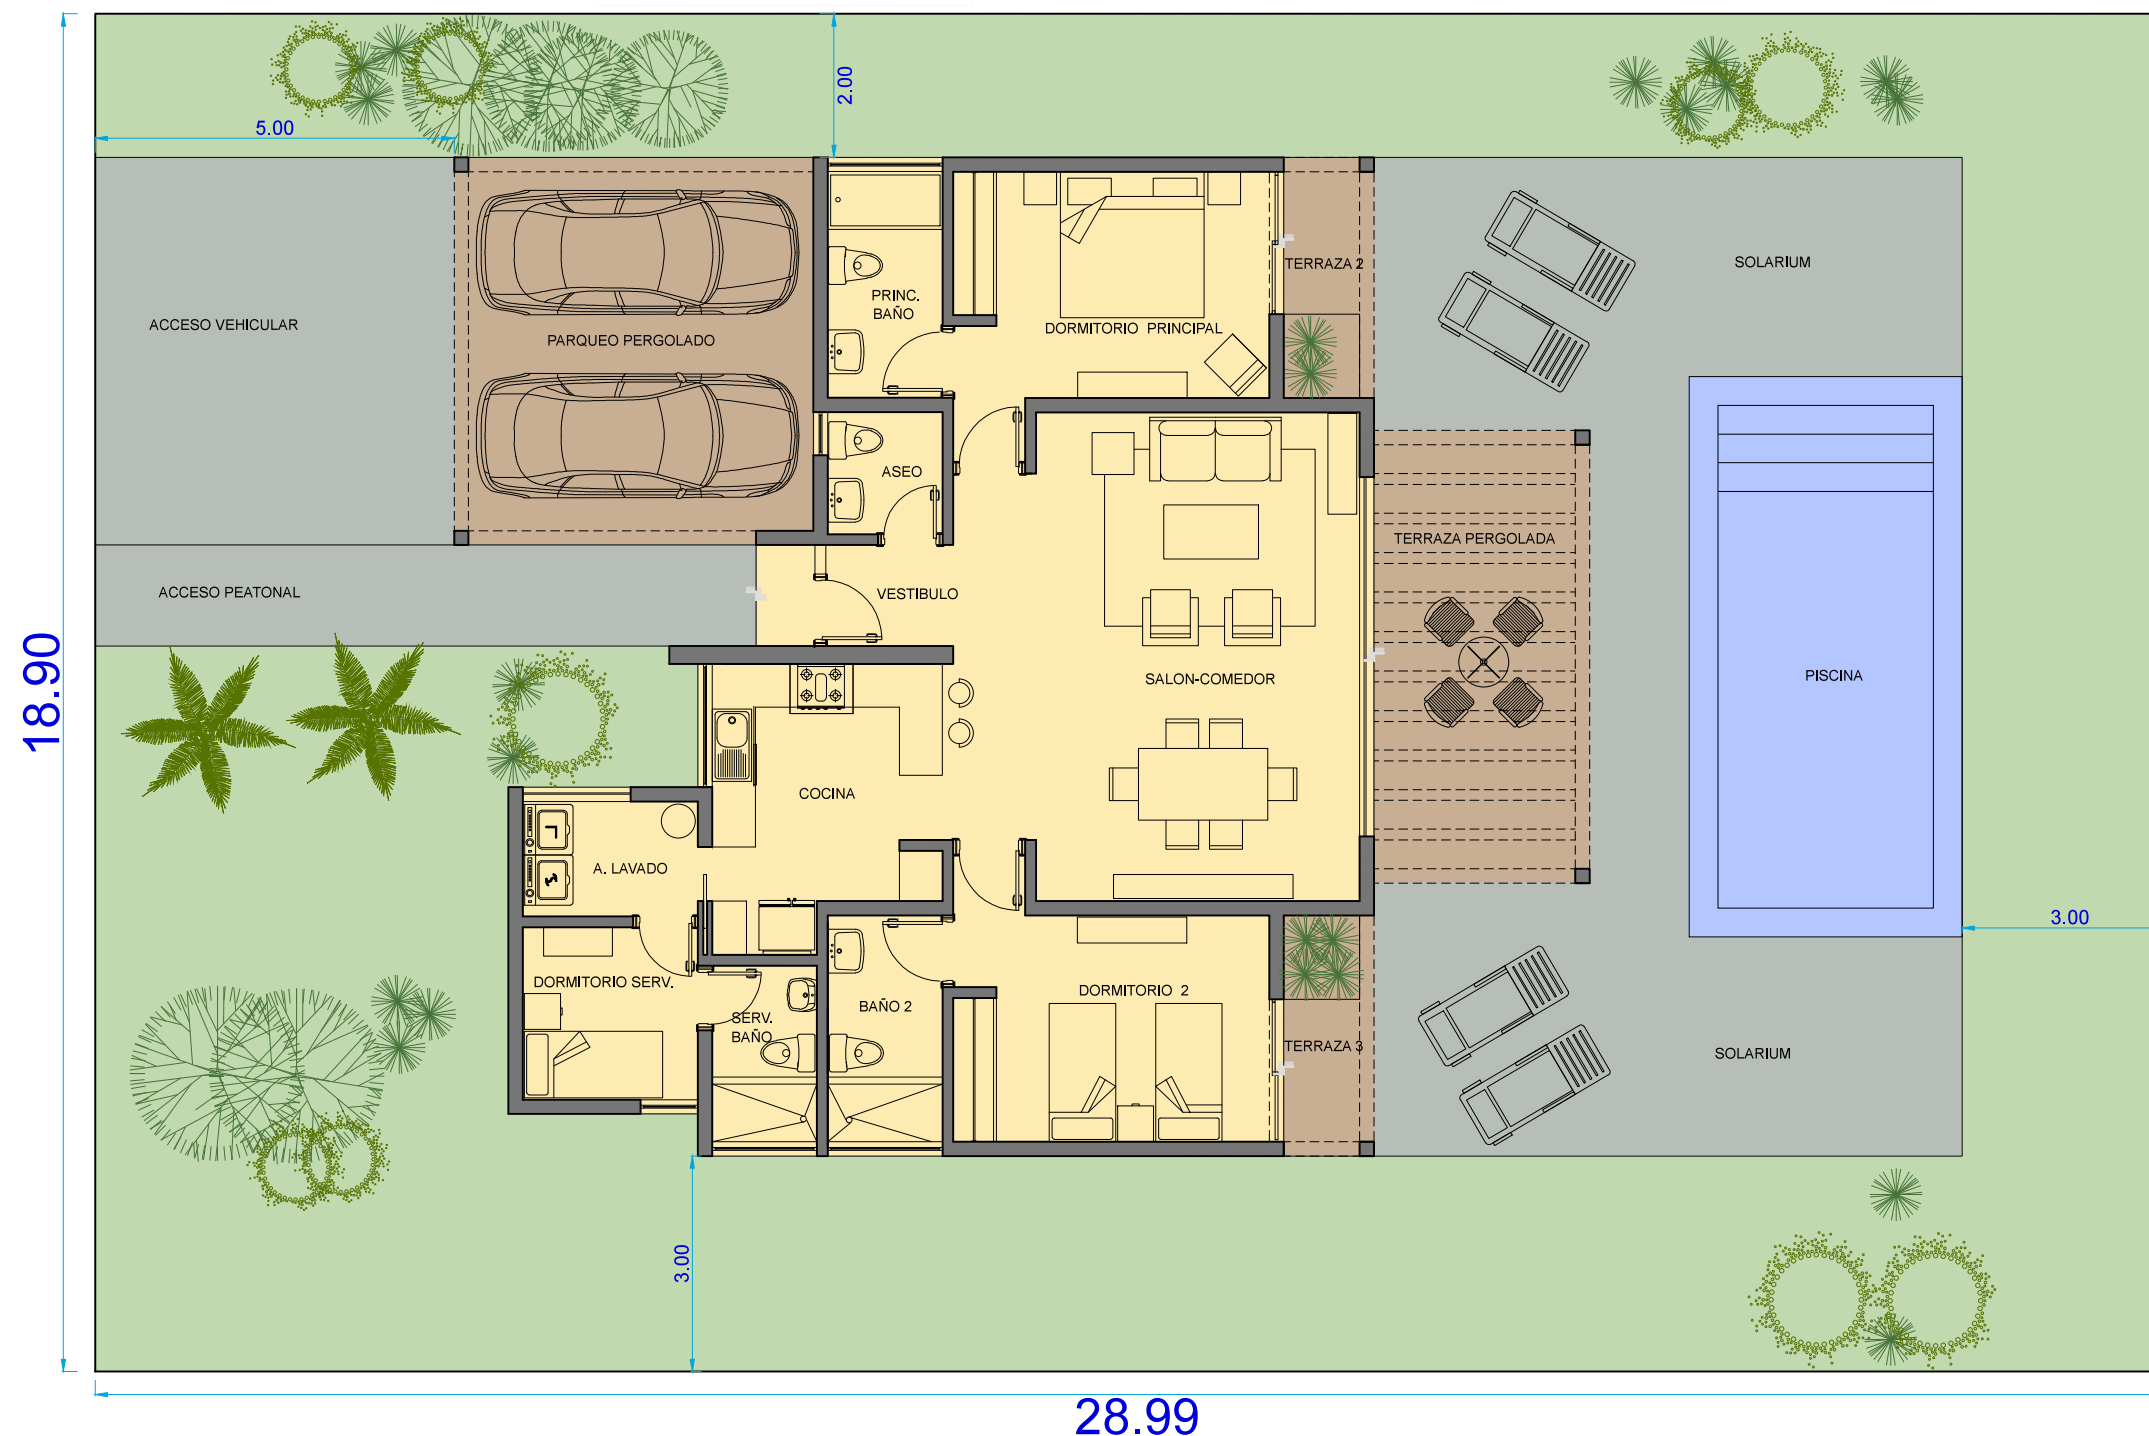 2.00
5.00
ACCESO VEHICULAR
PARQUEO PERGOLADO
PRINC.
BAÑO
DORMITORIO PRINCIPAL
TERRAZA 2
SOLARIUM
ASEO
TERRAZA PERGOLADA
ACCESO PEATONAL
VESTIBULO
SALON-COMEDOR
PISCINA
18.90
COCINA
A. LAVADO
3.00
DORMITORIO SERV.
SERV.
BAÑO
BAÑO 2
DORMITORIO 2
TERRAZA 3
SOLARIUM
3.00
28.99